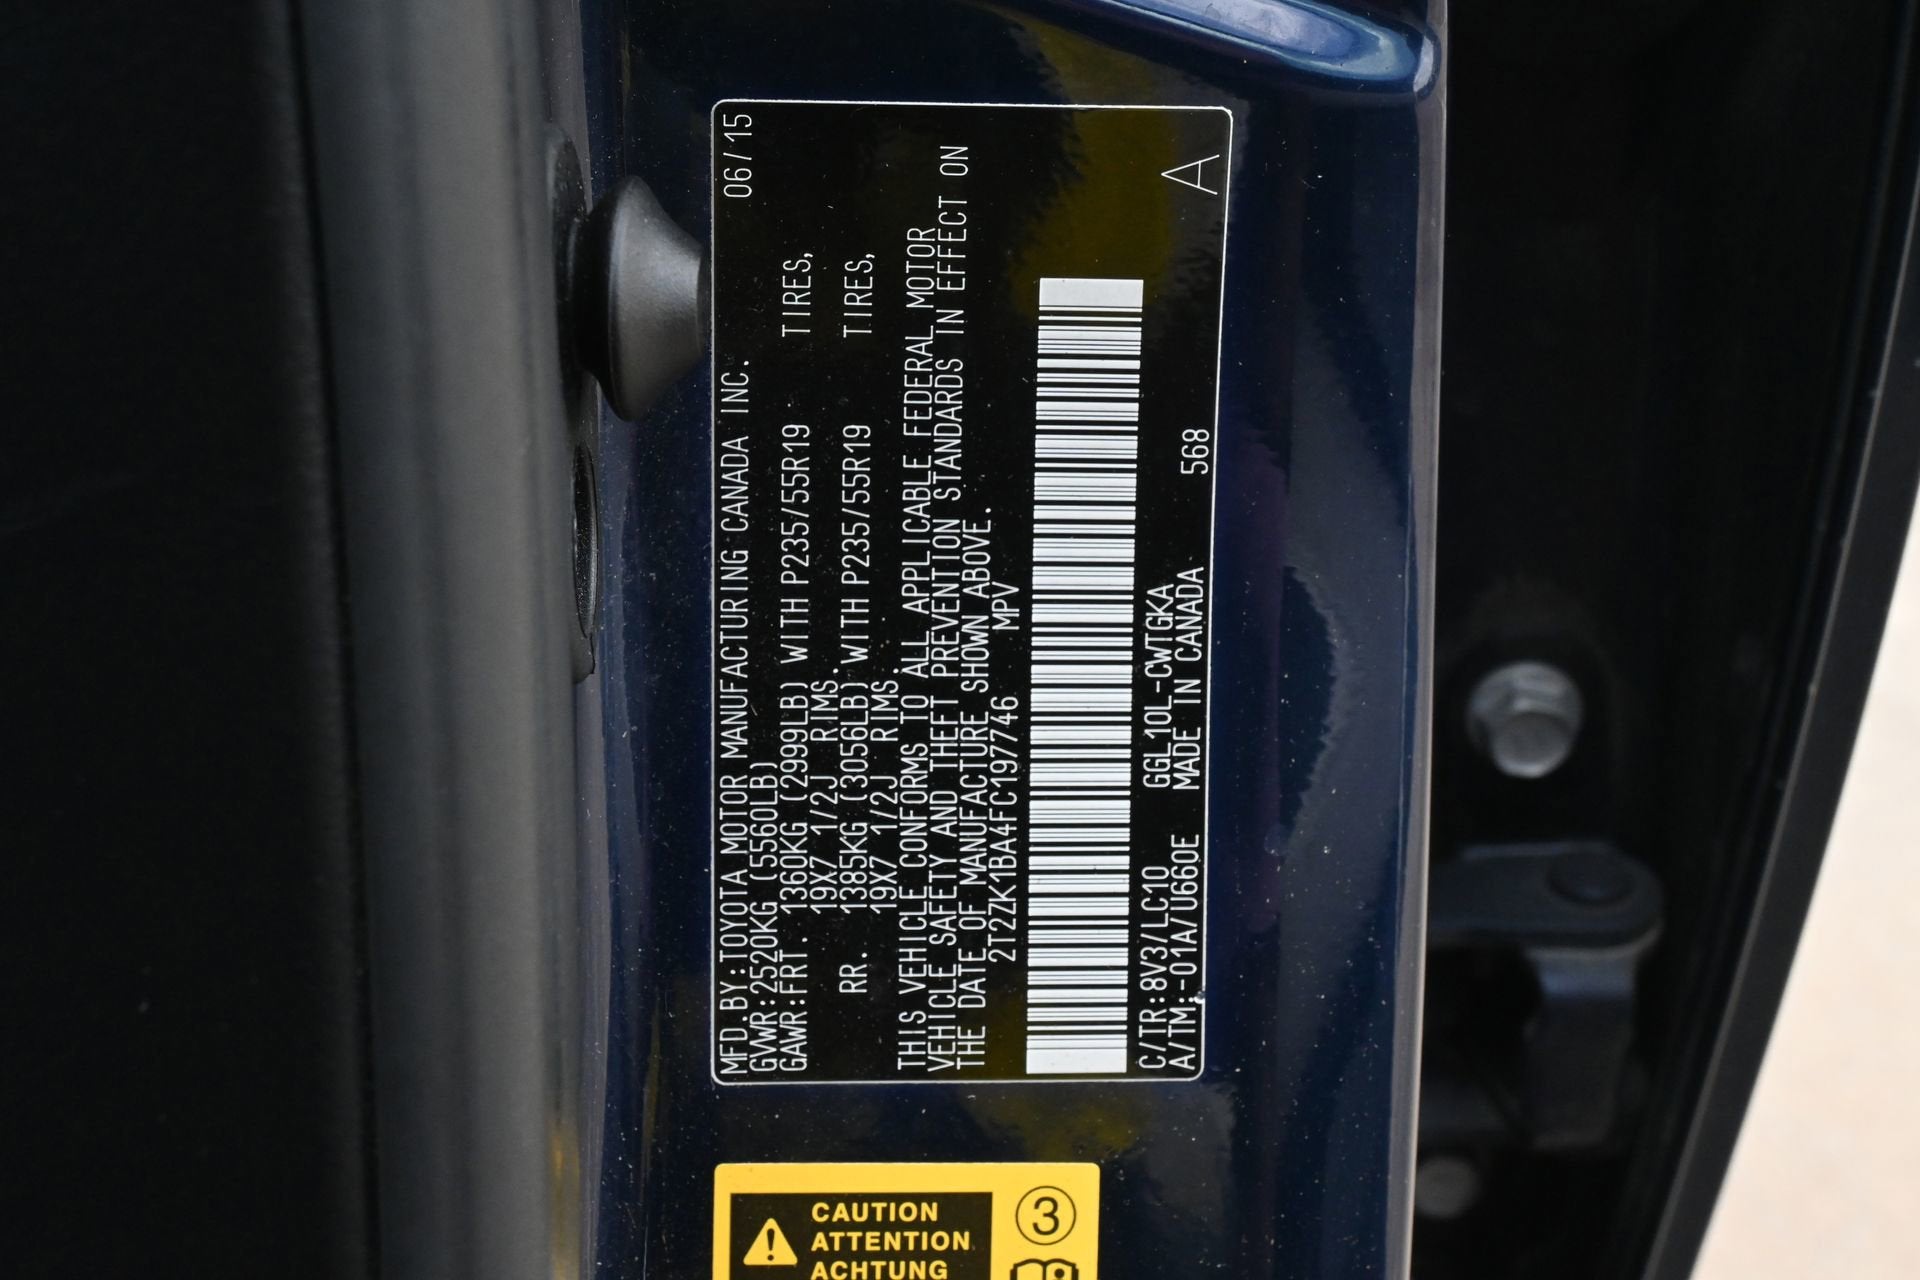 MFD.BY:TOYOTA MOTOR MANUFACTURING CANADA INC. 06/15
GVWR:2520KG (5560LB)
GAWR:FRT. 1360KG (2999LB) WITH P235/55R19 TIRES,
19X7 1/2J RIMS.
RR. 1385KG (3056LB) WITH P235/55R19 TIRES,
19X7 1/2J RIMS.
THIS VEHICLE CONFORMS TO ALL APPLICABLE FEDERAL MOTOR
VEHICLE SAFETY AND THEFT PREVENTION STANDARDS IN EFFECT ON
THE DATE OF MANUFACTURE SHOWN ABOVE.
2T2ZK1BA4FC197746 MPV
C/TR:8V3/LC10 GGL10L-CWTGKA
A/TM:-01A/U660E MADE IN CANADA 568 A
CAUTION
ATTENTION
ACHTUNG
3